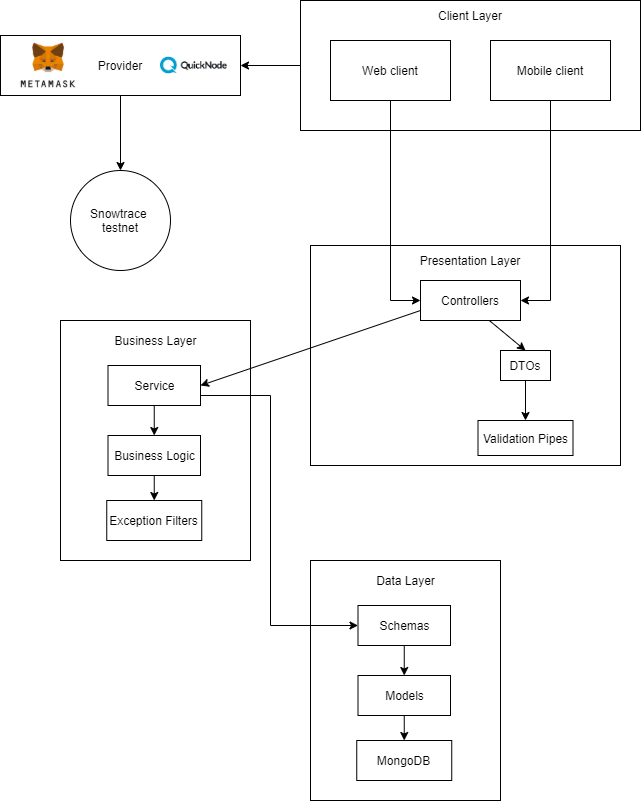 Client Layer
Web client
Mobile client
METAMASK
Provider
QuickNode
Snowtrace
testnet
Presentation Layer
Controllers
DTOs
Validation Pipes
Business Layer
Service
Business Logic
Exception Filters
Data Layer
Schemas
Models
MongoDB